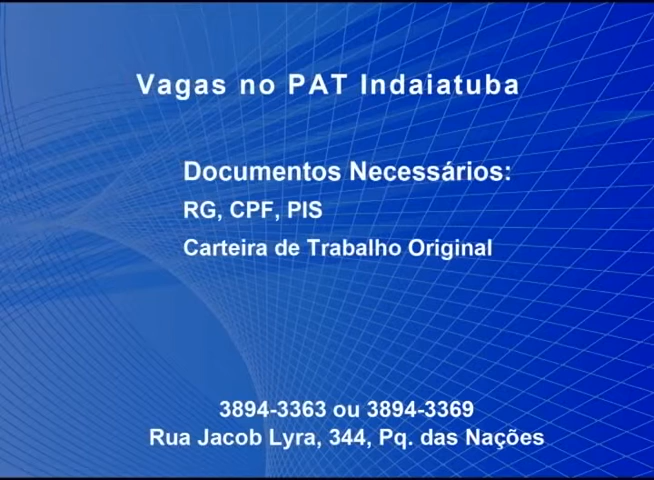 Vagas no PAT Indaiatuba
Documentos Necessários:
RG, CPF, PIS
Carteira de Trabalho Original
3894-3363 ou 3894-3369
Rua Jacob Lyra, 344, Pq. das Nações